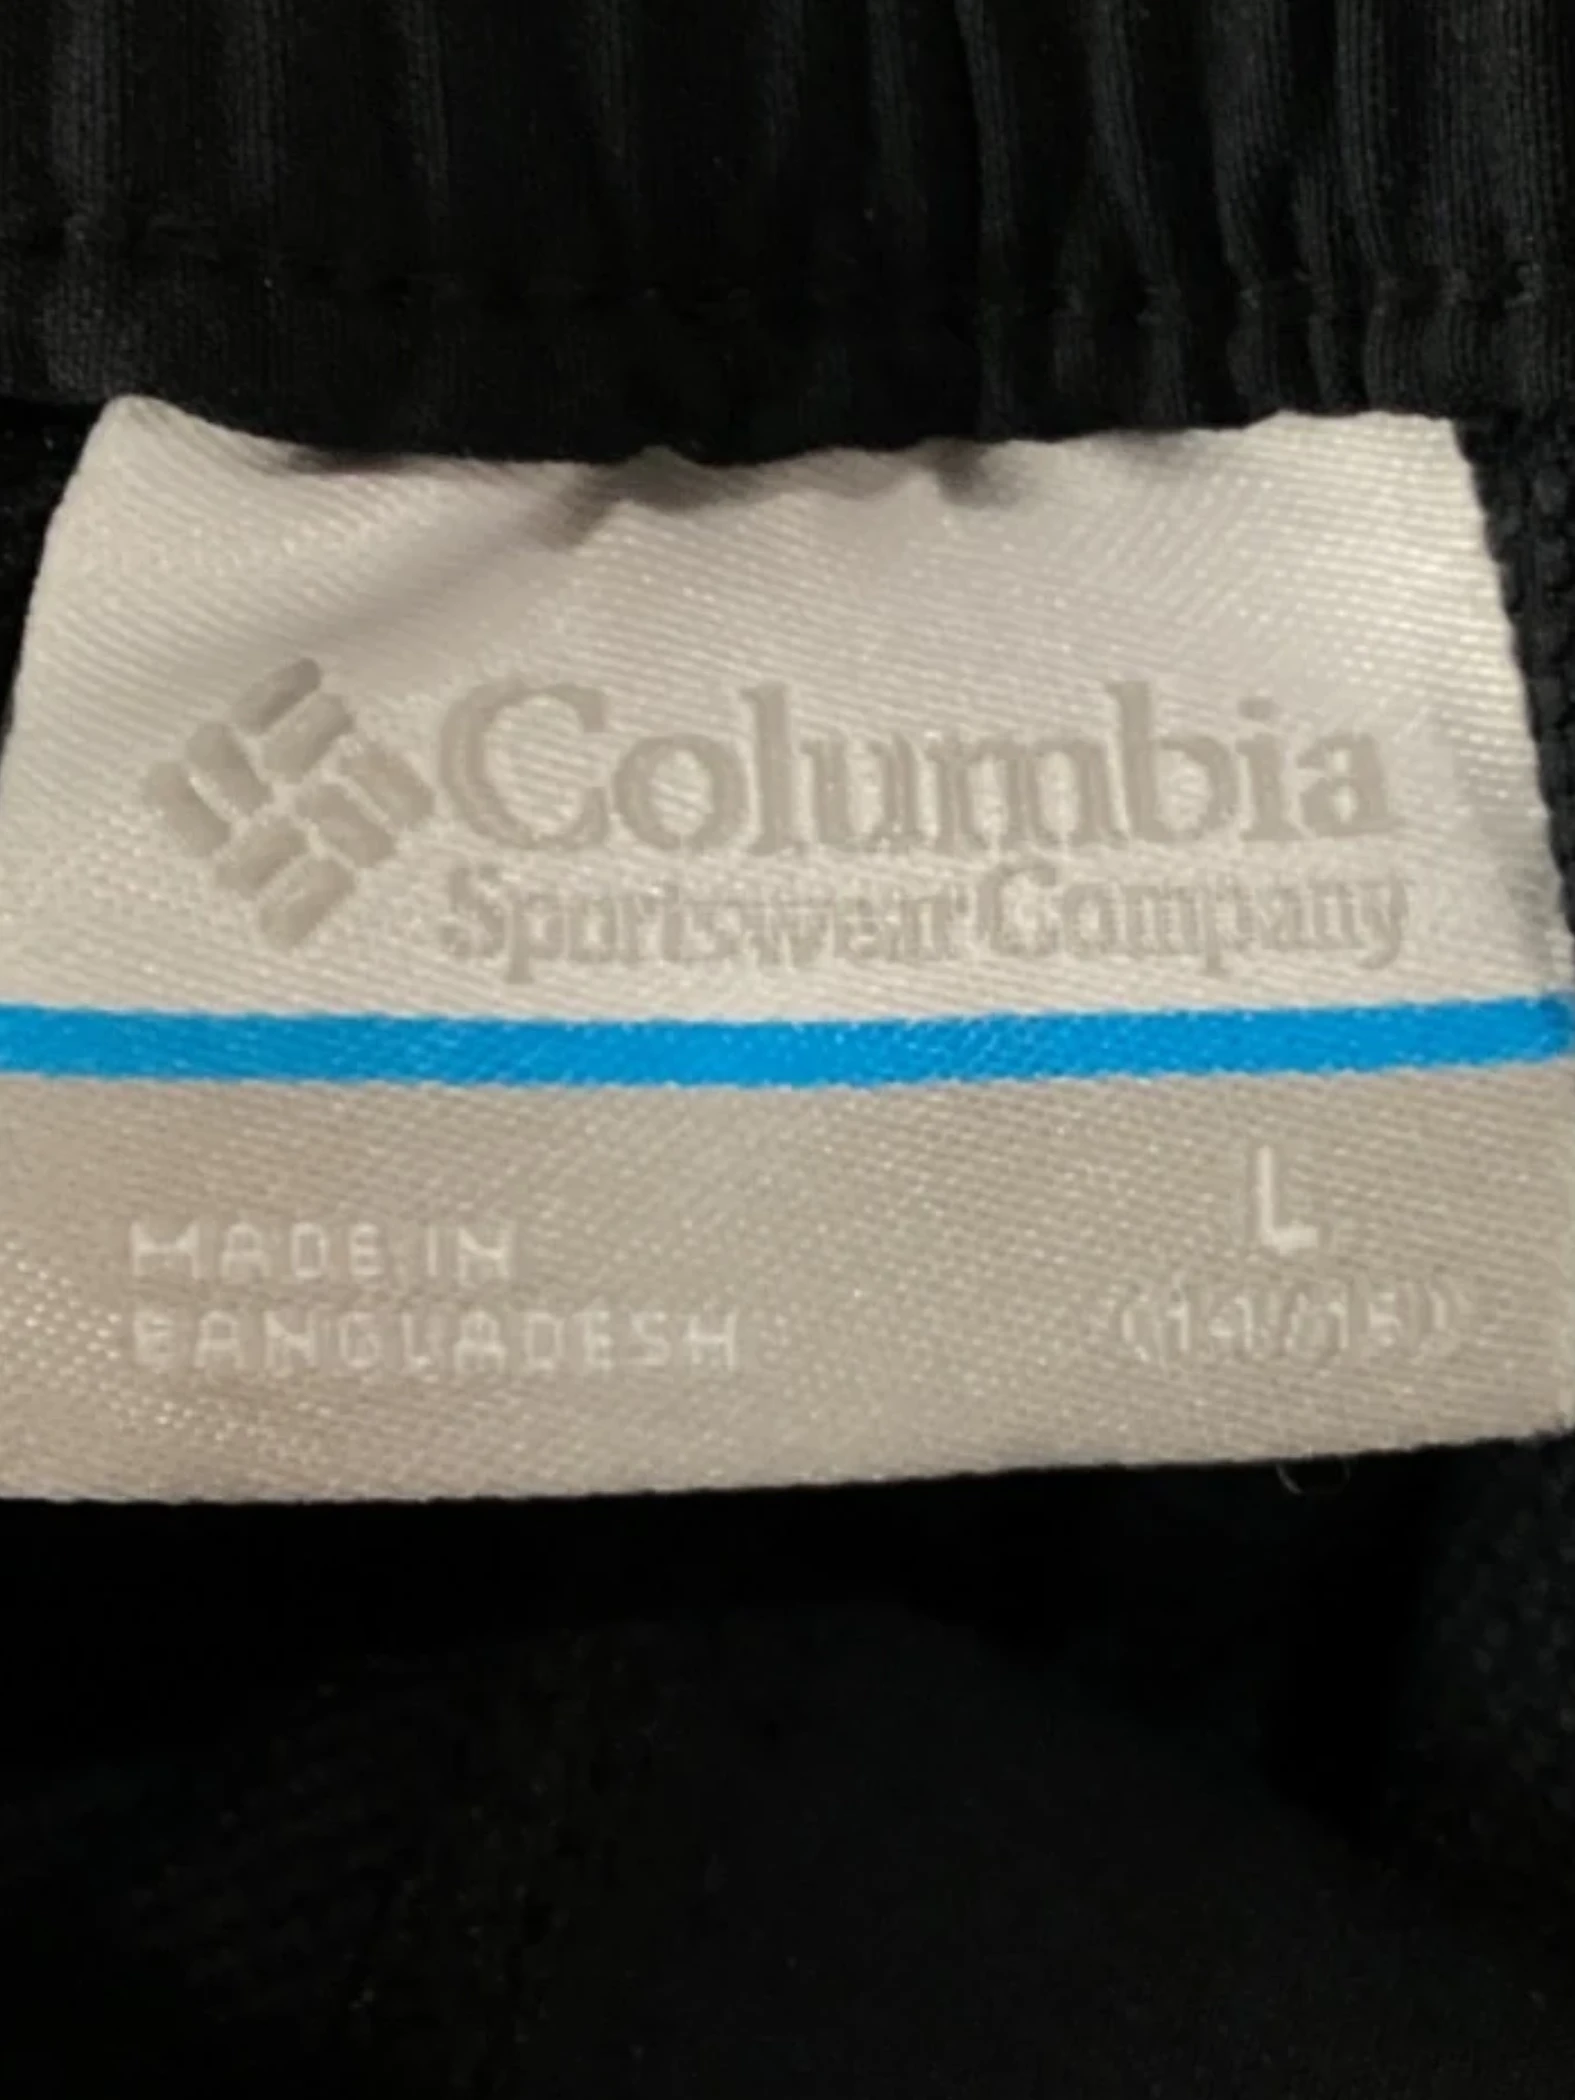 Columbia
Sportswear Company
MADE IN
BANGLADESH
L
(14/16)